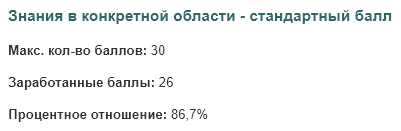 Знания в конкретной области - стандартный балл
Макс. кол-во баллов: 30
Заработанные баллы: 26
Процентное отношение: 86,7%